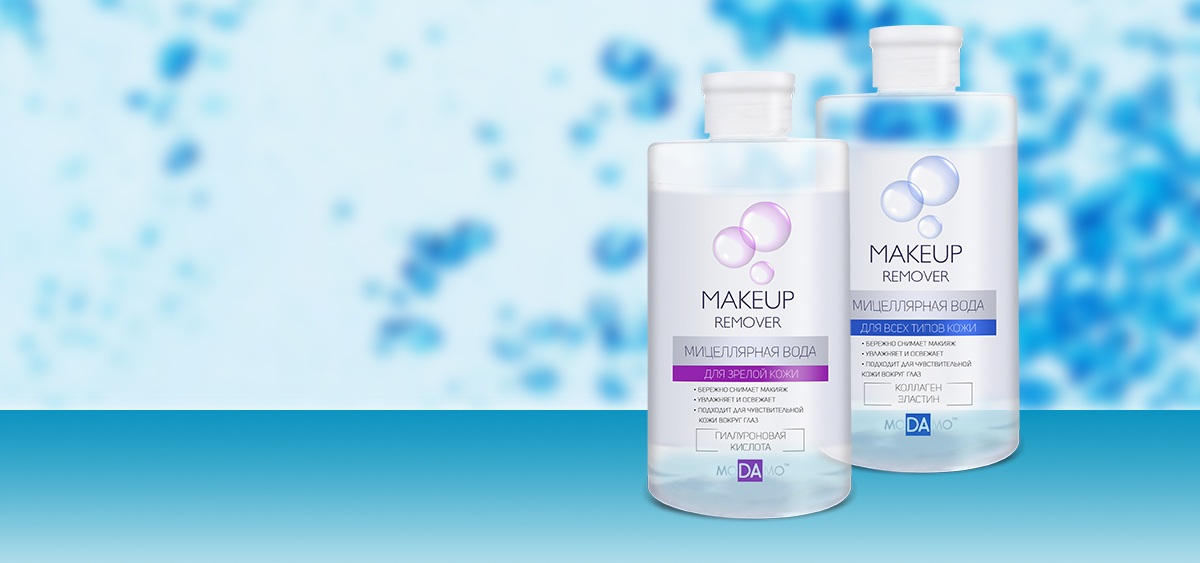 MAKEUP
REMOVER
МИЦЕЛЛЯРНАЯ ВОДА
ДЛЯ ЗРЕЛОЙ КОЖИ
• БЕРЕЖНО СНИМАЕТ МАКИЯЖ
• УВЛАЖНЯЕТ И ОСВЕЖАЕТ
• ПОДХОДИТ ДЛЯ ЧУВСТВИТЕЛЬНОЙ
КОЖИ ВОКРУГ ГЛАЗ
ГИАЛУРОНОВАЯ
КИСЛОТА
MODAMO™
MAKEUP
REMOVER
МИЦЕЛЛЯРНАЯ ВОДА
ДЛЯ ВСЕХ ТИПОВ КОЖИ
• БЕРЕЖНО СНИМАЕТ МАКИЯЖ
• УВЛАЖНЯЕТ И ОСВЕЖАЕТ
• ПОДХОДИТ ДЛЯ ЧУВСТВИТЕЛЬНОЙ
КОЖИ ВОКРУГ ГЛАЗ
КОЛЛАГЕН
ЭЛАСТИН
MODAMO™